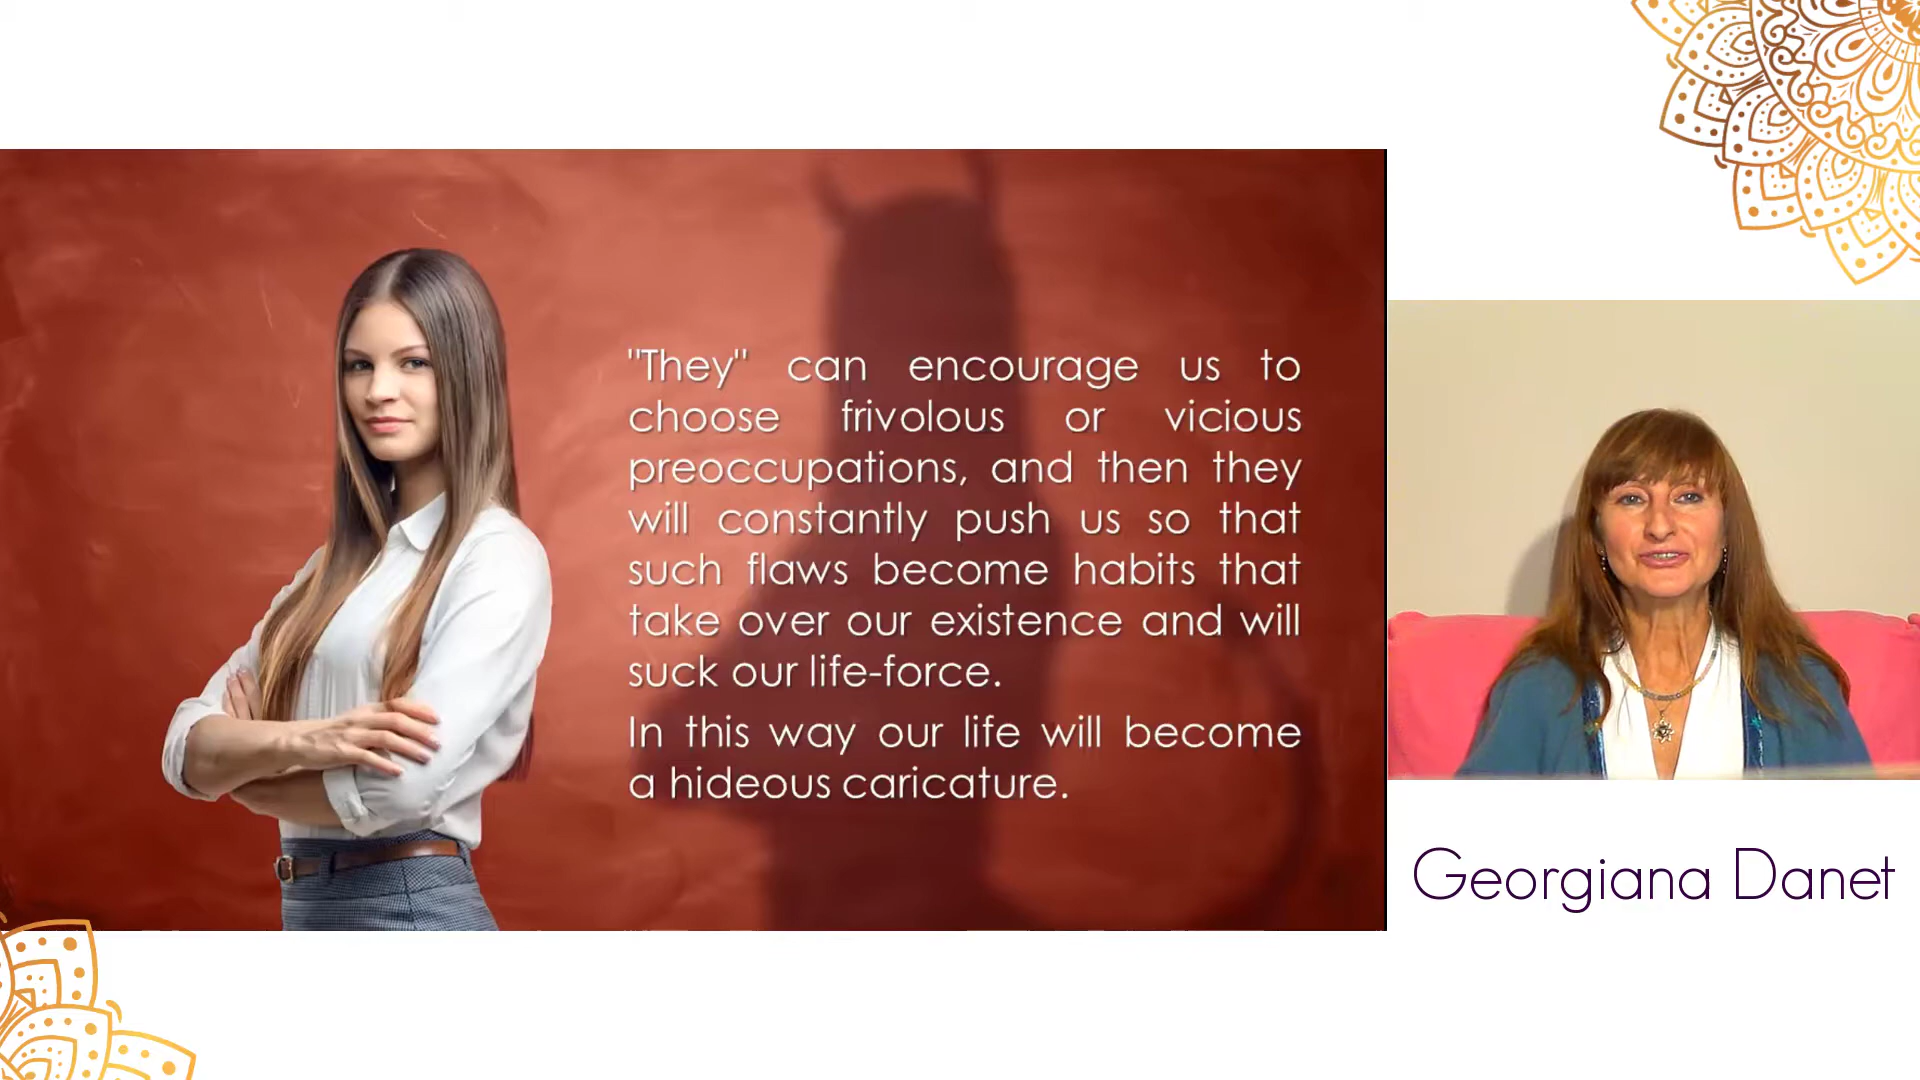 "They" can encourage us to
choose frivolous or vicious
preoccupations, and then they
will constantly push us so that
such flaws become habits that
take over our existence and will
suck our life-force.
In this way our life will become
a hideous caricature.
Georgiana Danet